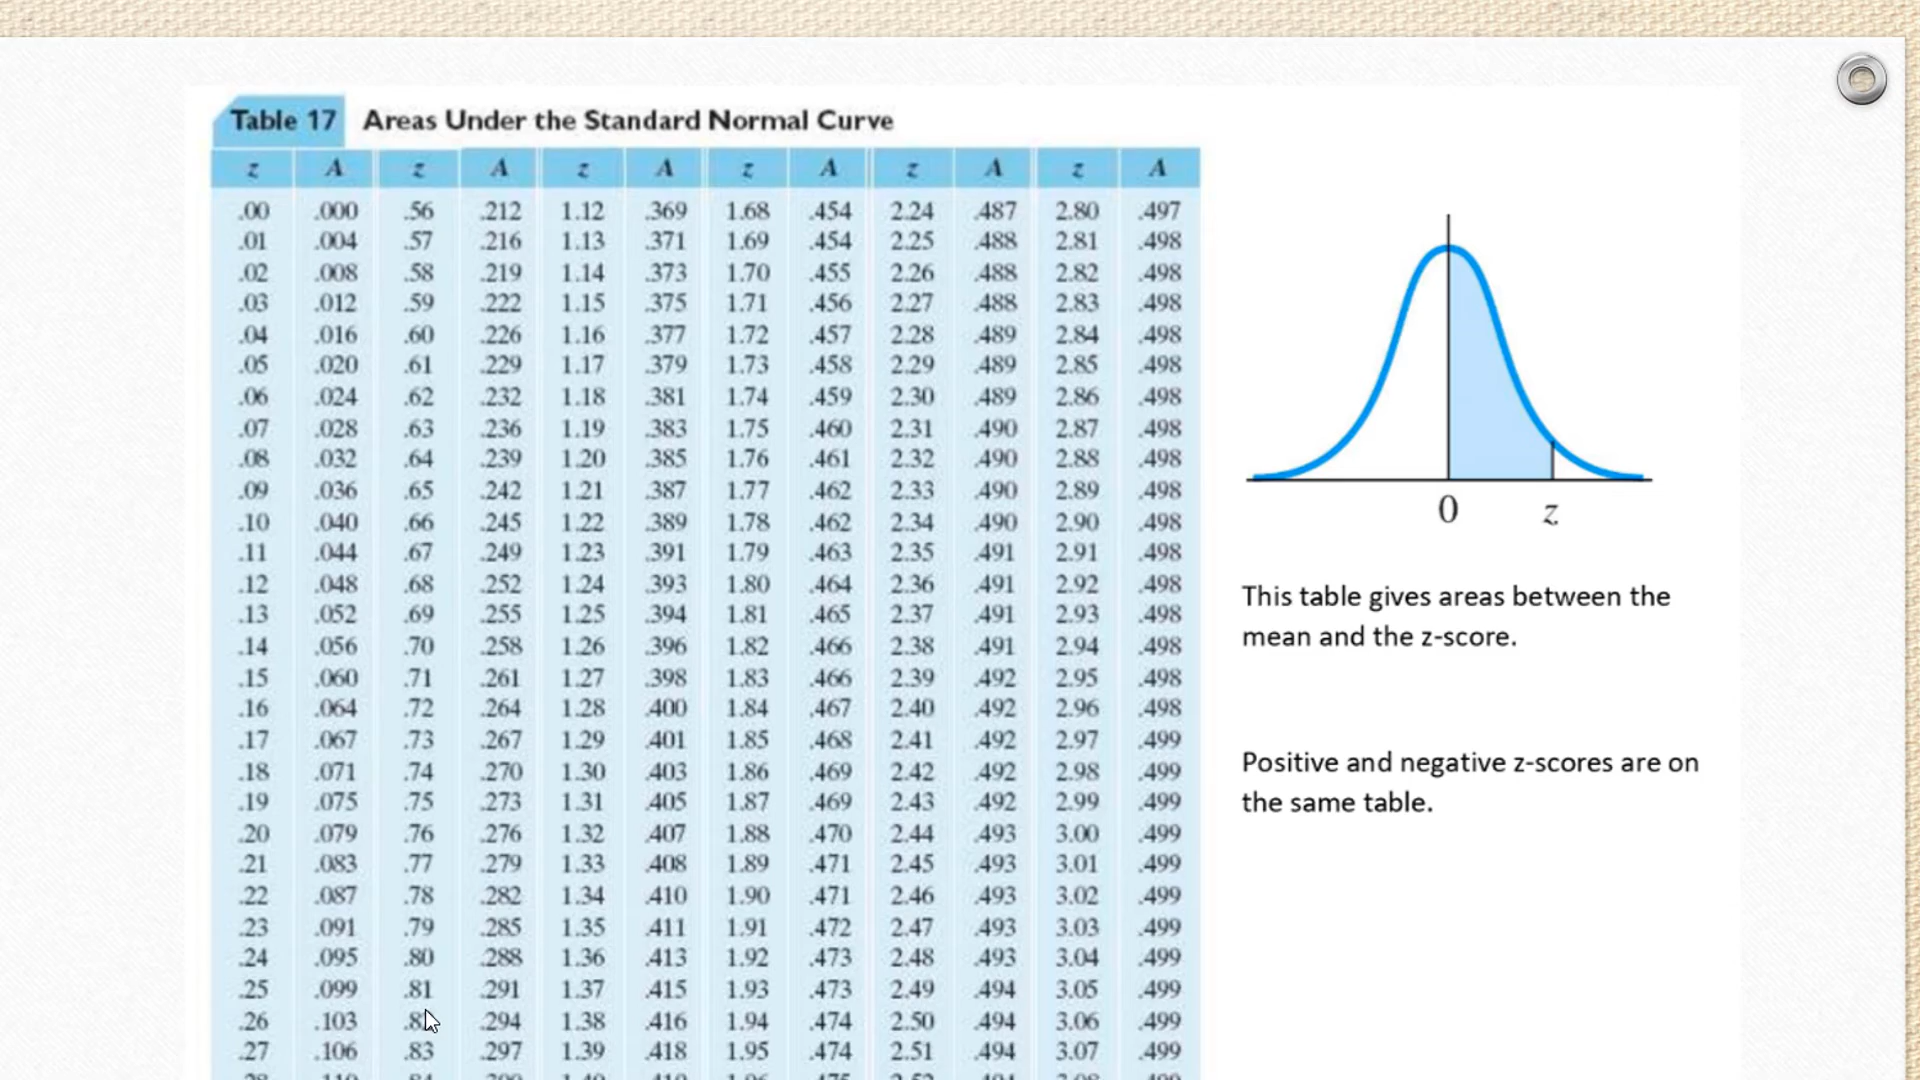 Table 17 Areas Under the Standard Normal Curve
z A z A z A z A z A z A
.00 .000 .56 .212 1.12 .369 1.68 .454 2.24 .487 2.80 .497
.01 .004 .57 .216 1.13 .371 1.69 .454 2.25 .488 2.81 .498
.02 .008 .58 .219 1.14 .373 1.70 .455 2.26 .488 2.82 .498
.03 .012 .59 .222 1.15 .375 1.71 .456 2.27 .488 2.83 .498
.04 .016 .60 .226 1.16 .377 1.72 .457 2.28 .489 2.84 .498
.05 .020 .61 .229 1.17 .379 1.73 .458 2.29 .489 2.85 .498
.06 .024 .62 .232 1.18 .381 1.74 .459 2.30 .489 2.86 .498
.07 .028 .63 .236 1.19 .383 1.75 .460 2.31 .490 2.87 .498
.08 .032 .64 .239 1.20 .385 1.76 .461 2.32 .490 2.88 .498
.09 .036 .65 .242 1.21 .387 1.77 .462 2.33 .490 2.89 .498
.10 .040 .66 .245 1.22 .389 1.78 .462 2.34 .490 2.90 .498
.11 .044 .67 .249 1.23 .391 1.79 .463 2.35 .491 2.91 .498
.12 .048 .68 .252 1.24 .393 1.80 .464 2.36 .491 2.92 .498
.13 .052 .69 .255 1.25 .394 1.81 .465 2.37 .491 2.93 .498
.14 .056 .70 .258 1.26 .396 1.82 .466 2.38 .491 2.94 .498
.15 .060 .71 .261 1.27 .398 1.83 .466 2.39 .492 2.95 .498
.16 .064 .72 .264 1.28 .400 1.84 .467 2.40 .492 2.96 .498
.17 .067 .73 .267 1.29 .401 1.85 .468 2.41 .492 2.97 .499
.18 .071 .74 .270 1.30 .403 1.86 .469 2.42 .492 2.98 .499
.19 .075 .75 .273 1.31 .405 1.87 .469 2.43 .492 2.99 .499
.20 .079 .76 .276 1.32 .407 1.88 .470 2.44 .493 3.00 .499
.21 .083 .77 .279 1.33 .408 1.89 .471 2.45 .493 3.01 .499
.22 .087 .78 .282 1.34 .410 1.90 .471 2.46 .493 3.02 .499
.23 .091 .79 .285 1.35 .411 1.91 .472 2.47 .493 3.03 .499
.24 .095 .80 .288 1.36 .413 1.92 .473 2.48 .493 3.04 .499
.25 .099 .81 .291 1.37 .415 1.93 .473 2.49 .494 3.05 .499
.26 .103 .294 1.38 .416 1.94 .474 2.50 .494 3.06 .499
.27 .106 .83 .297 1.39 .418 1.95 .474 2.51 .494 3.07 .499
0 z
This table gives areas between the
mean and the z-score.
Positive and negative z-scores are on
the same table.